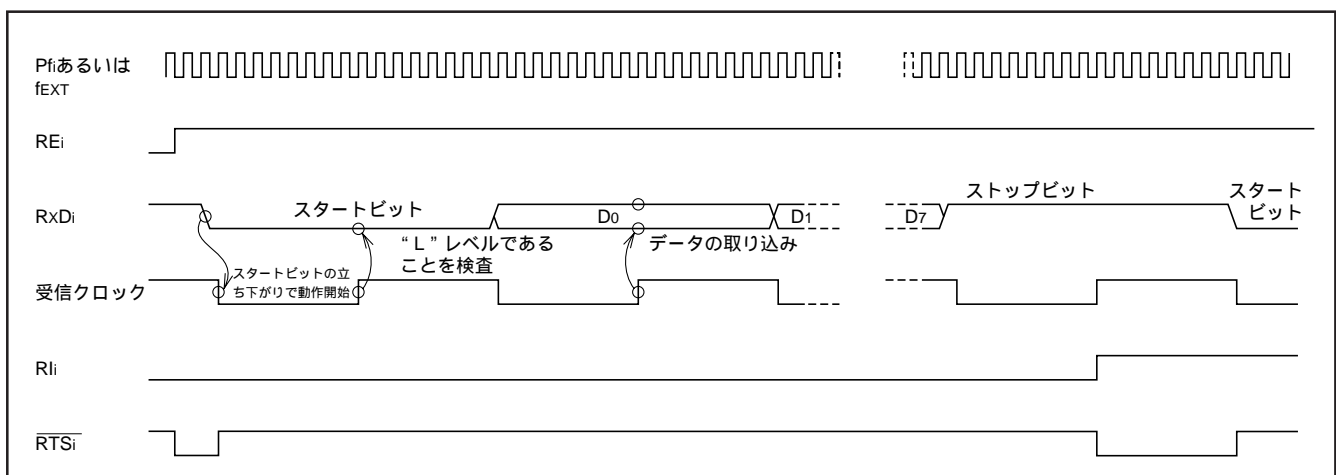 Pfiあるいは
fEXT
REi
RxDi
スタートビット
D0
D1
D7
ストップビット
スタート
ビット
“L”レベルである
ことを検査
データの取り込み
スタートビットの立
ち下がりで動作開始
受信クロック
RIi
RTSi